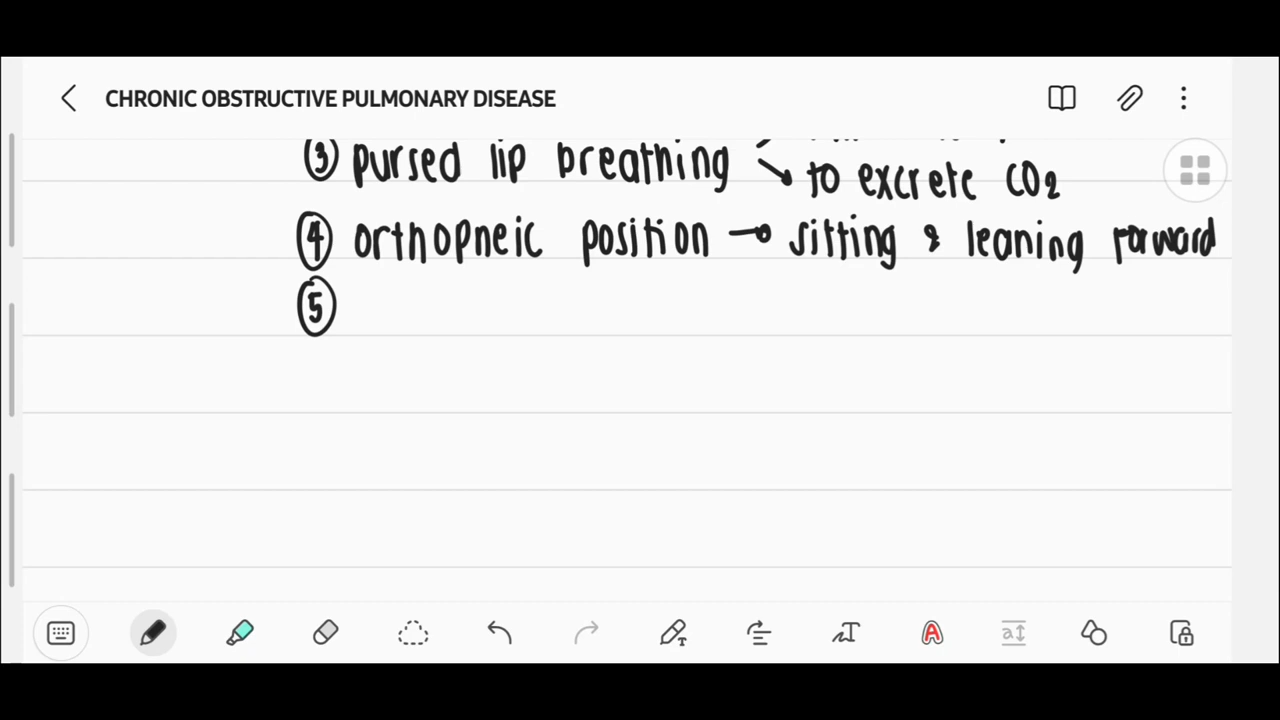 CHRONIC OBSTRUCTIVE PULMONARY DISEASE
③ pursed lip breathing → to excrete CO2
④ orthopneic position → sitting & leaning forward
⑤